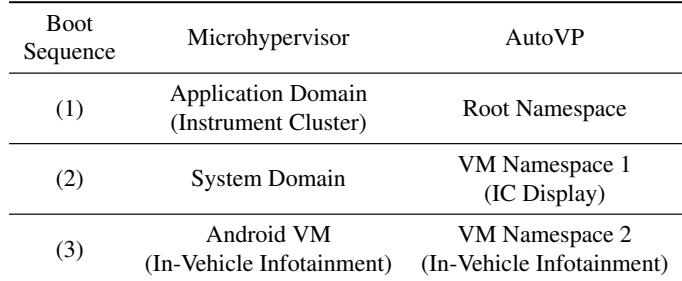 Boot
Sequence
Microhypervisor
AutoVP
(1)
Application Domain
(Instrument Cluster)
Root Namespace
(2)
System Domain
VM Namespace 1
(IC Display)
(3)
Android VM
(In-Vehicle Infotainment)
VM Namespace 2
(In-Vehicle Infotainment)